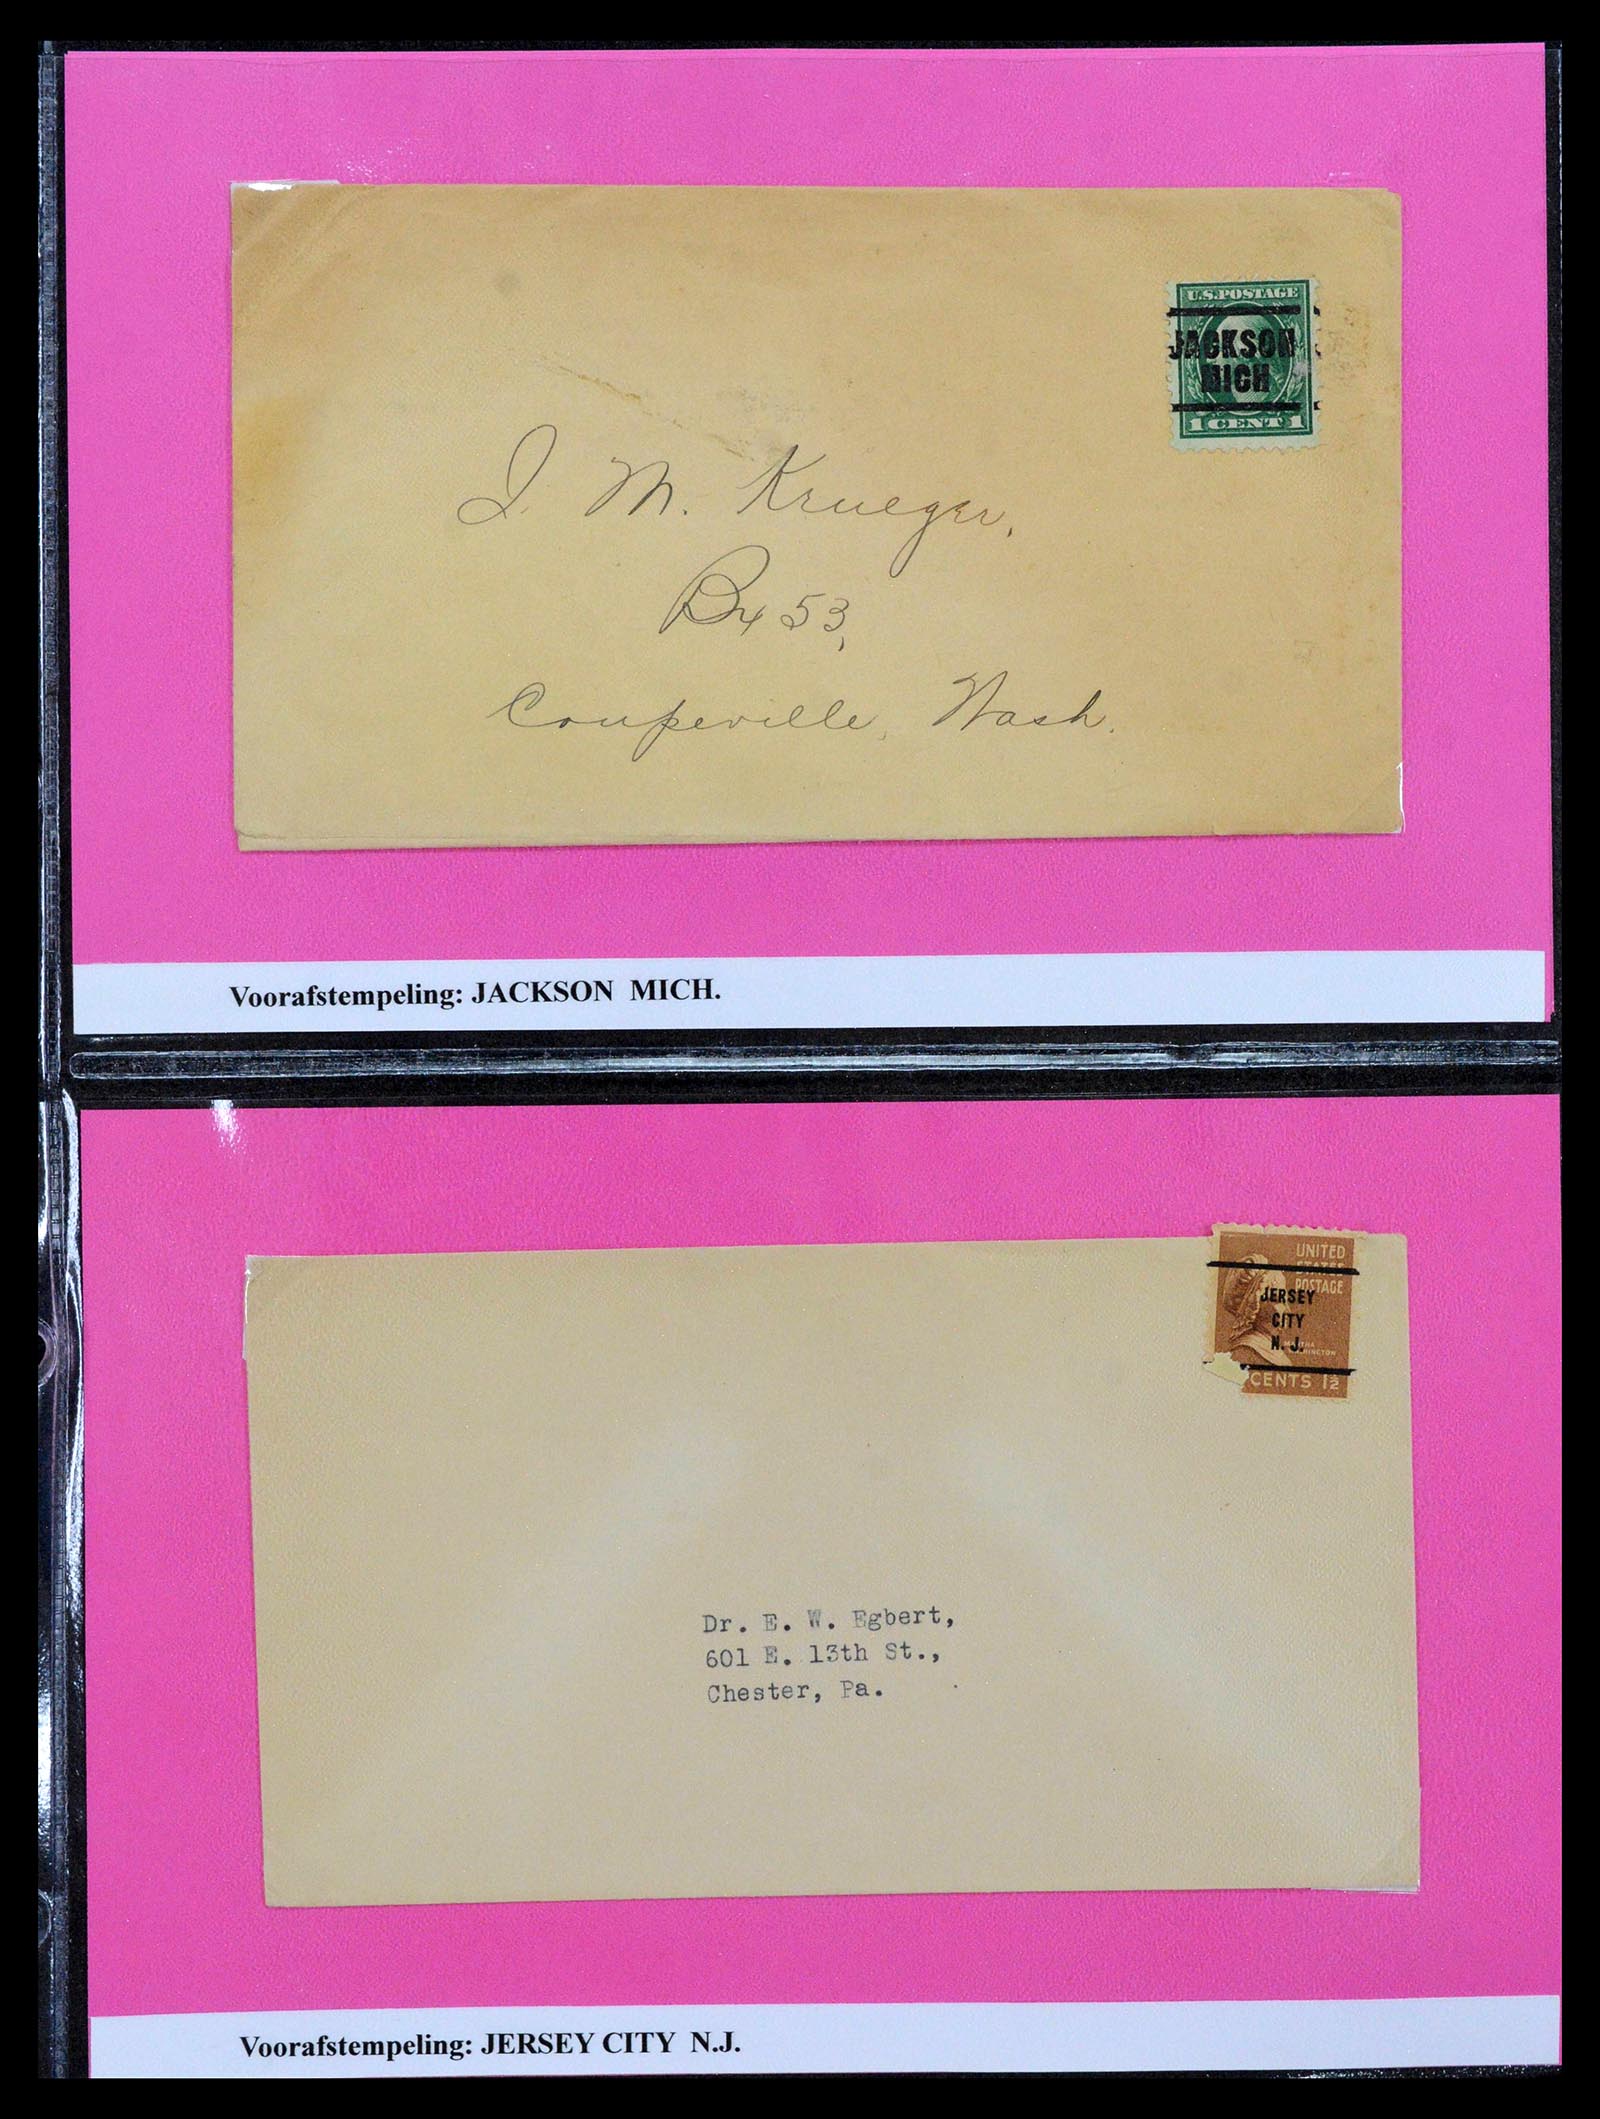 U.S. POSTAGE
JACKSON
MICH
1 CENT 1
J. M. Krueger,
Bx 53,
Coupeville, Wash.
Voorafstempeling: JACKSON MICH.
UNITED
STATES
POSTAGE
JERSEY
CITY
N. J.
CENTS 1½
Dr. E. W. Egbert,
601 E. 13th St.,
Chester, Pa.
Voorafstempeling: JERSEY CITY N.J.